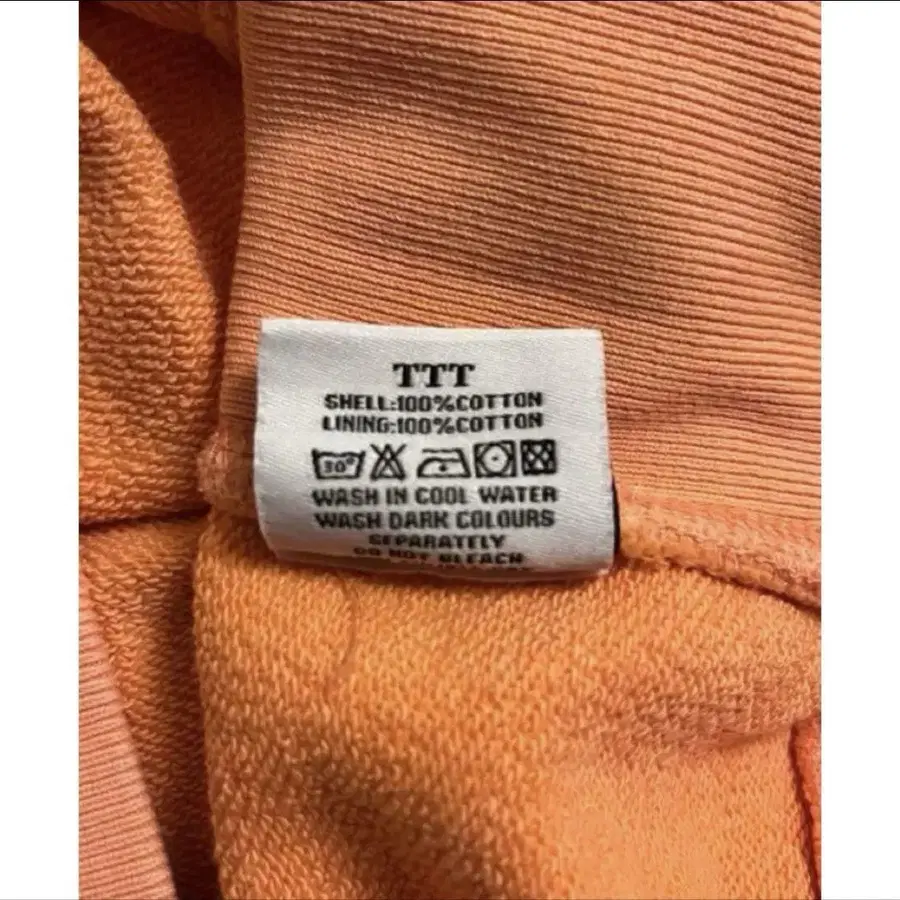 TTT
SHELL:100%COTTON
LINING:100%COTTON
30°
WASH IN COOL WATER
WASH DARK COLOURS
SEPARATELY
DO NOT BLEACH